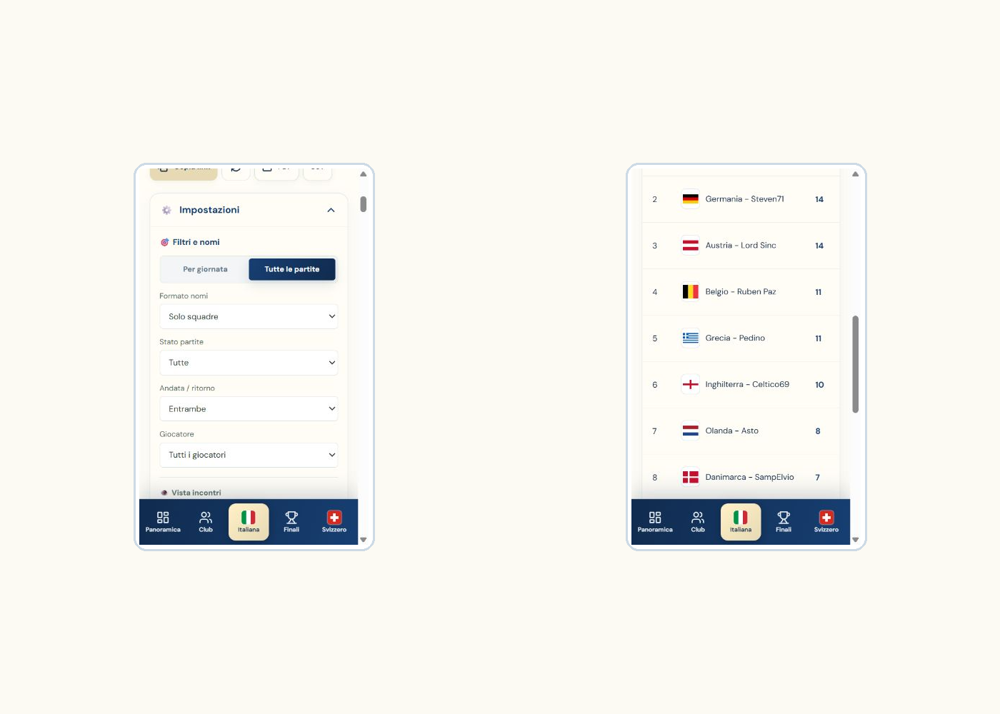 Impostazioni
Filtri e nomi
Per giornata Tutte le partite
Formato nomi
Solo squadre
Stato partite
Tutte
Andata / ritorno
Entrambe
Giocatore
Tutti i giocatori
Vista incontri
Panoramica Club Italiana Finali Svizzero
2 Germania - Steven71 14
3 Austria - Lord Sinc 14
4 Belgio - Ruben Paz 11
5 Grecia - Pedino 11
6 Inghilterra - Celtico69 10
7 Olanda - Asto 8
8 Danimarca - SampElvio 7
Panoramica Club Italiana Finali Svizzero